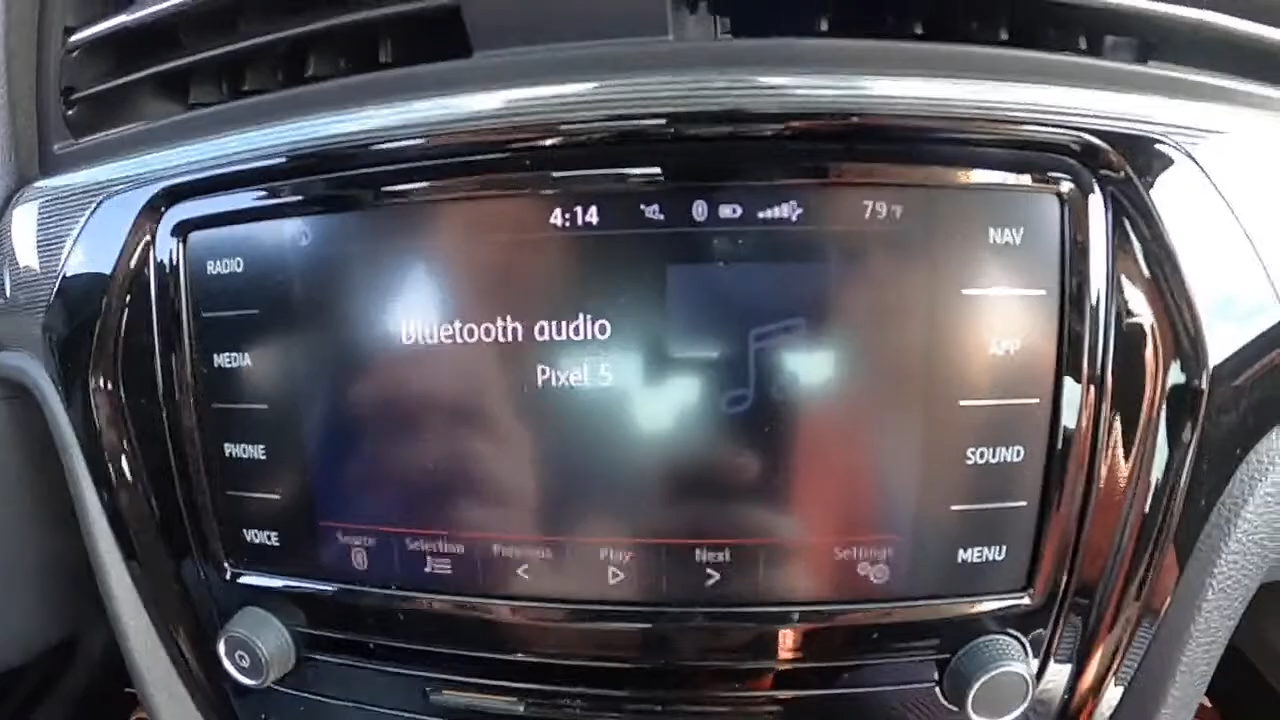 4:14
79°F
RADIO
MEDIA
PHONE
VOICE
Bluetooth audio
Pixel 5
NAV
APP
SOUND
MENU
Source
Selection
Previous
Play
Next
Settings